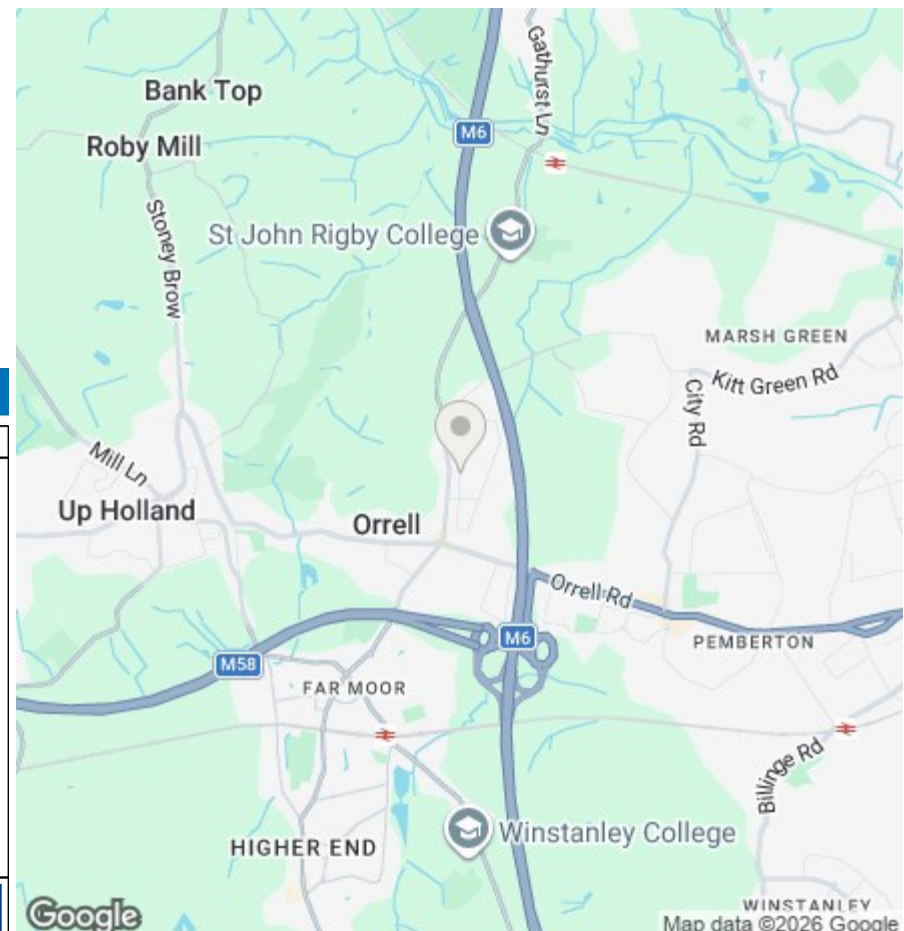 Bank Top
Gathurst Ln
M6
Roby Mill
Stoney Brow
St John Rigby College
MARSH GREEN
Kitt Green Rd
City Rd
Mill Ln
Up Holland
Orrell
Orrell Rd
M6
PEMBERTON
M58
FAR MOOR
Billinge Rd
Winstanley College
HIGHER END
WINSTANLEY
Google
Map data ©2026 Google